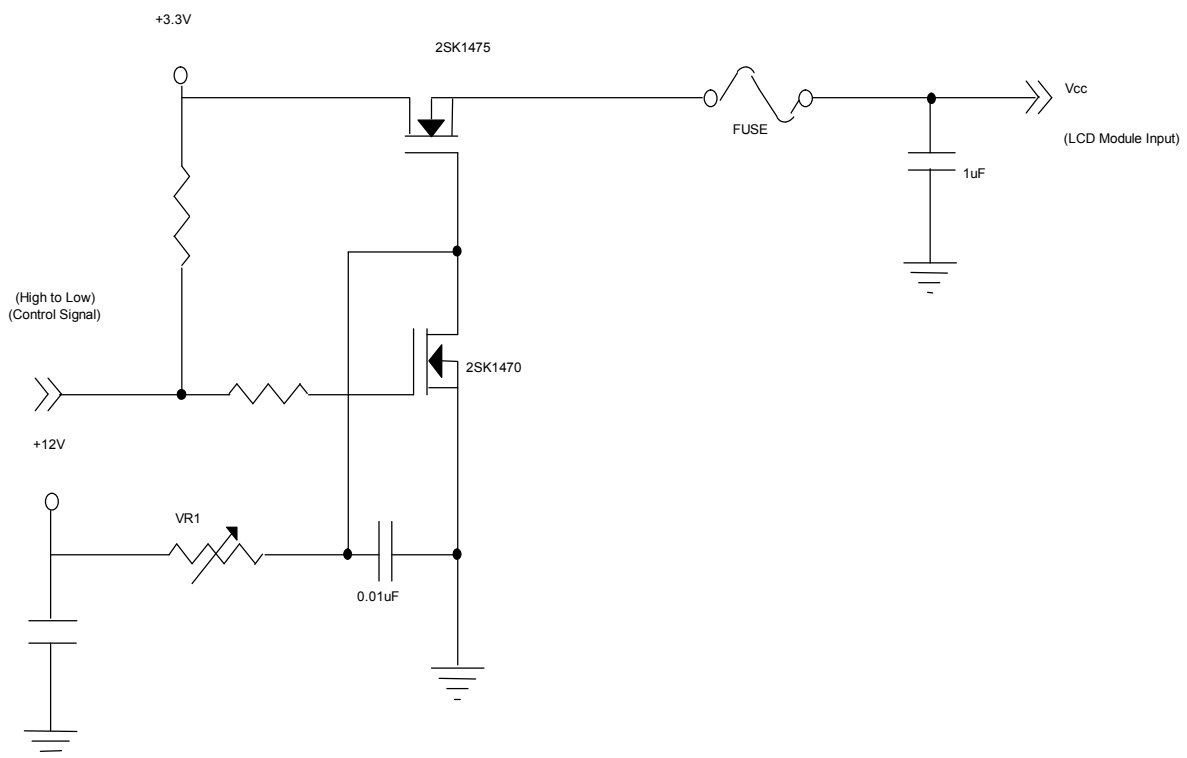 +3.3V
2SK1475
Vcc
FUSE
(LCD Module Input)
1uF
(High to Low)
(Control Signal)
2SK1470
+12V
VR1
0.01uF